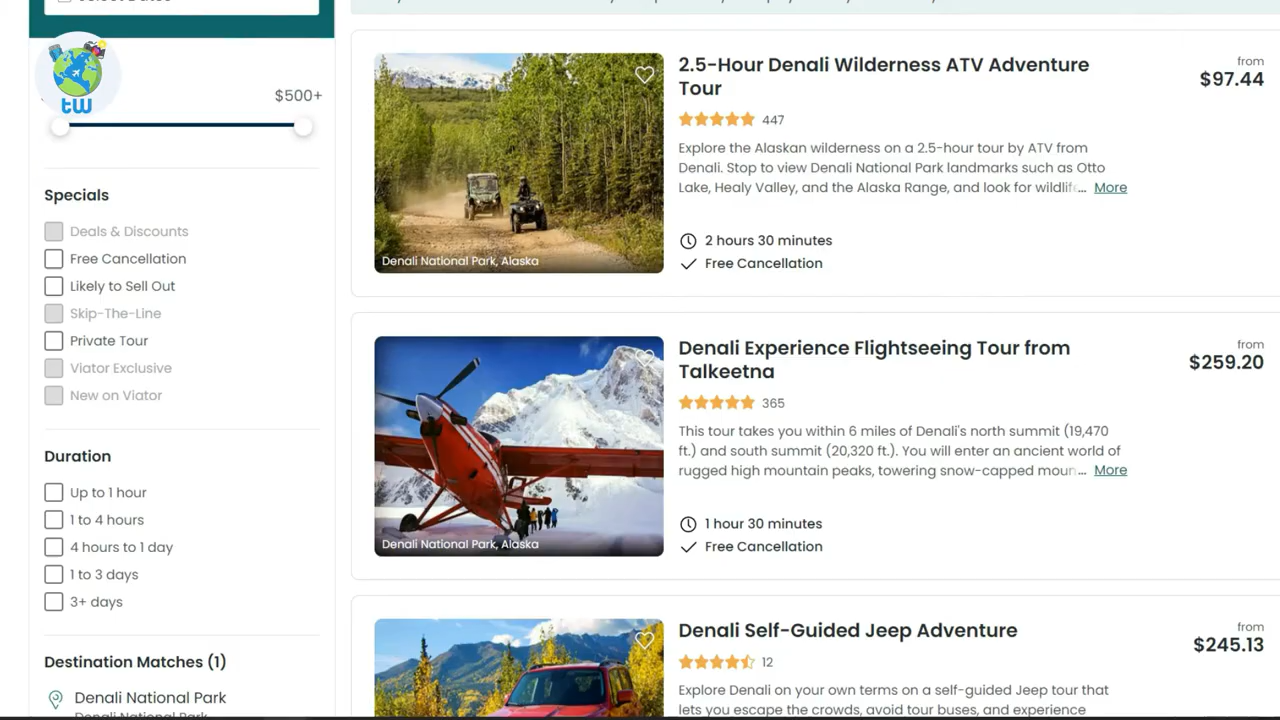 tw
$500+
Specials
Deals & Discounts
Free Cancellation
Likely to Sell Out
Skip-The-Line
Private Tour
Viator Exclusive
New on Viator
Duration
Up to 1 hour
1 to 4 hours
4 hours to 1 day
1 to 3 days
3+ days
Destination Matches (1)
Denali National Park
Denali National Park
2.5-Hour Denali Wilderness ATV Adventure
Tour
from
$97.44
447
Explore the Alaskan wilderness on a 2.5-hour tour by ATV from
Denali. Stop to view Denali National Park landmarks such as Otto
Lake, Healy Valley, and the Alaska Range, and look for wildlif... More
2 hours 30 minutes
Free Cancellation
Denali National Park, Alaska
Denali Experience Flightseeing Tour from
Talkeetna
from
$259.20
365
This tour takes you within 6 miles of Denali's north summit (19,470
ft.) and south summit (20,320 ft.). You will enter an ancient world of
rugged high mountain peaks, towering snow-capped moun... More
1 hour 30 minutes
Free Cancellation
Denali National Park, Alaska
Denali Self-Guided Jeep Adventure
from
$245.13
12
Explore Denali on your own terms on a self-guided Jeep tour that
lets you escape the crowds, avoid tour buses, and experience